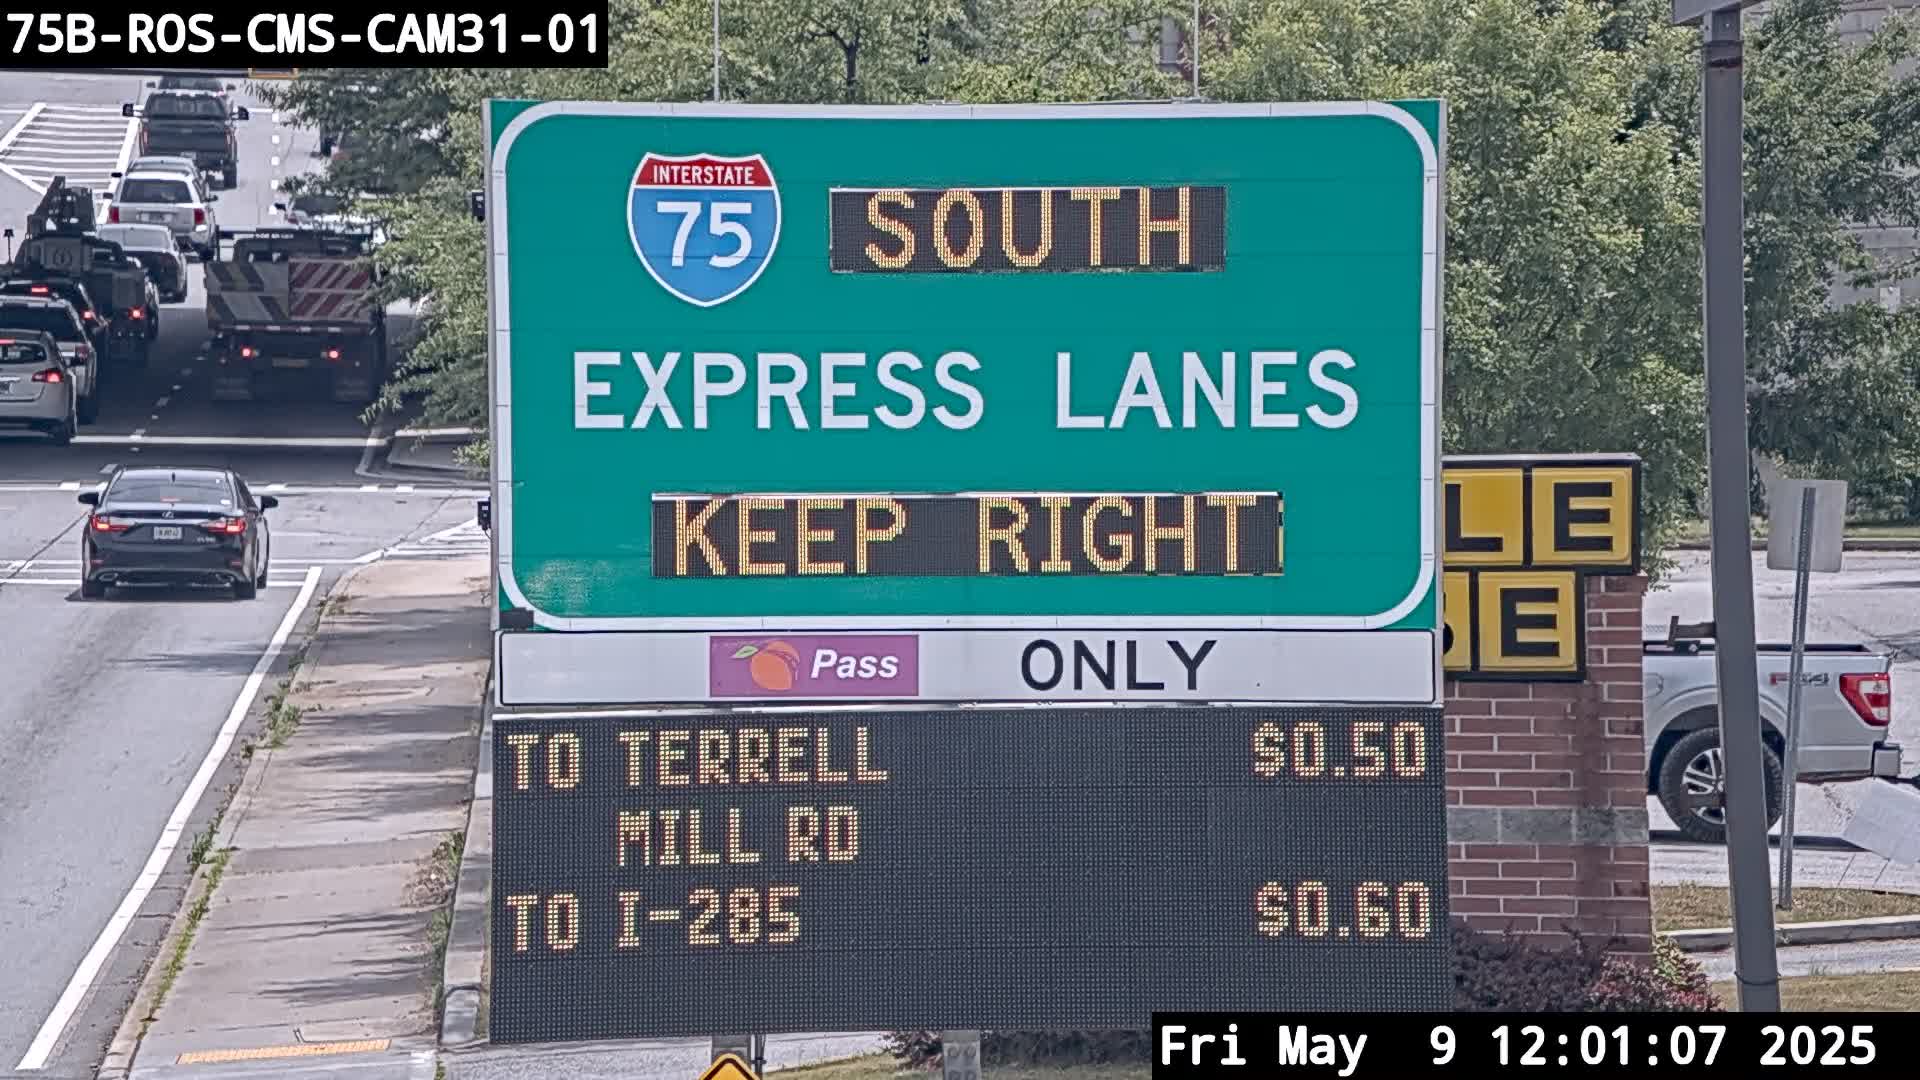 75B-ROS-CMS-CAM31-01
INTERSTATE
75
SOUTH
EXPRESS LANES
KEEP RIGHT
Pass ONLY
TO TERRELL $0.50
MILL RD
TO I-285 $0.60
LE
E
Fri May 9 12:01:07 2025